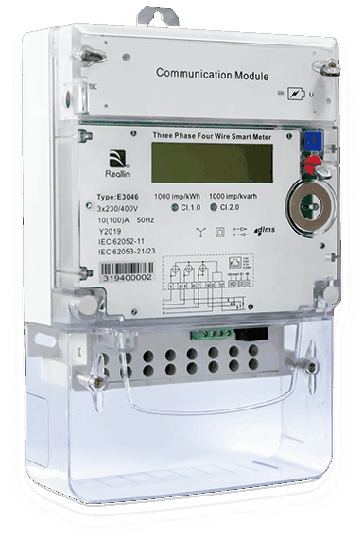 Communication Module
Three Phase Four Wire Smart Meter
Reallin
Type:E3046
1000 imp/kWh
1000 imp/kvarh
3x230/400V
Cl.1.0
Cl.2.0
10(100)A 50Hz
Y2019
IEC62052-11
IEC62053-21/23
dlms
319400002